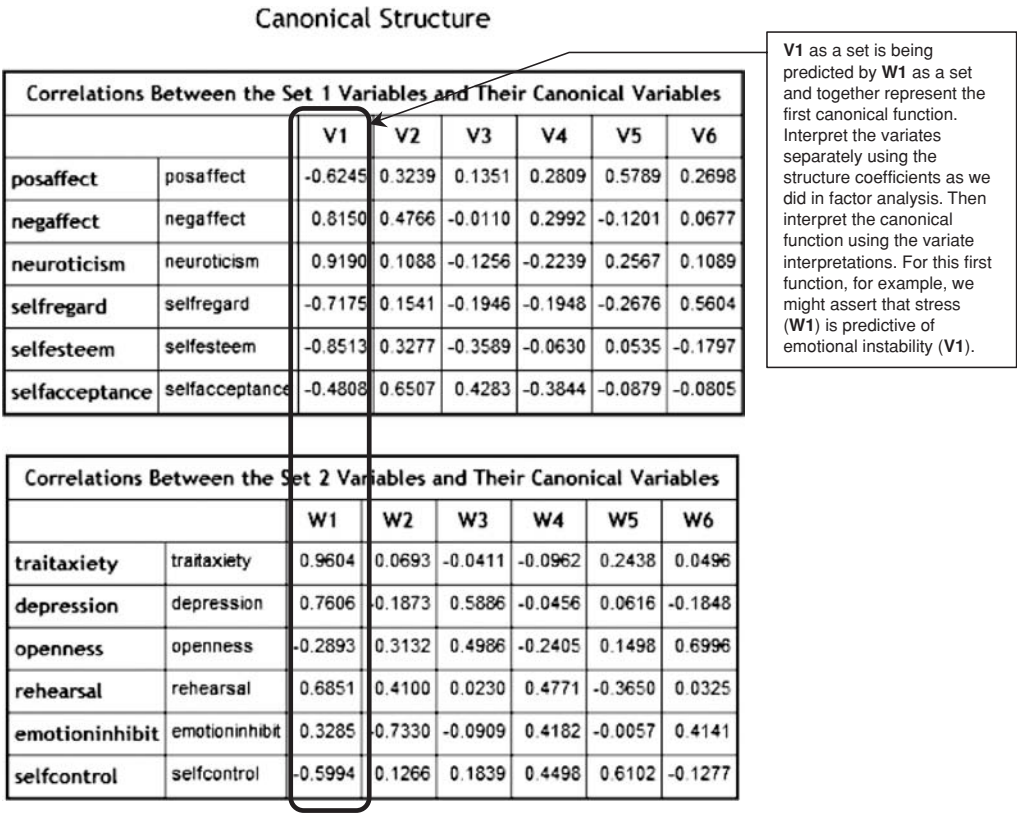 Canonical Structure
Correlations Between the Set 1 Variables and Their Canonical Variables
V1 V2 V3 V4 V5 V6
posaffect posaffect -0.6245 0.3239 0.1351 0.2809 0.5789 0.2698
negaffect negaffect 0.8150 0.4766 -0.0110 0.2992 -0.1201 0.0677
neuroticism neuroticism 0.9190 0.1088 -0.1256 -0.2239 0.2567 0.1089
selfregard selfregard -0.7175 0.1541 -0.1946 -0.1948 -0.2676 0.5604
selfesteem selfesteem -0.8513 0.3277 -0.3589 -0.0630 0.0535 -0.1797
selfacceptance selfacceptance -0.4808 0.6507 0.4283 -0.3844 -0.0879 -0.0805
V1 as a set is being
predicted by W1 as a set
and together represent the
first canonical function.
Interpret the variates
separately using the
structure coefficients as we
did in factor analysis. Then
interpret the canonical
function using the variate
interpretations. For this first
function, for example, we
might assert that stress
(W1) is predictive of
emotional instability (V1).
Correlations Between the Set 2 Variables and Their Canonical Variables
W1 W2 W3 W4 W5 W6
traitaxiety traitaxiety 0.9604 0.0693 -0.0411 -0.0962 0.2438 0.0496
depression depression 0.7606 -0.1873 0.5886 -0.0456 0.0616 -0.1848
openness openness -0.2893 0.3132 0.4986 -0.2405 0.1498 0.6996
rehearsal rehearsal 0.6851 0.4100 0.0230 0.4771 -0.3650 0.0325
emotioninhibit emotioninhibit 0.3285 -0.7330 -0.0909 0.4182 -0.0057 0.4141
selfcontrol selfcontrol -0.5994 0.1266 0.1839 0.4498 0.6102 -0.1277